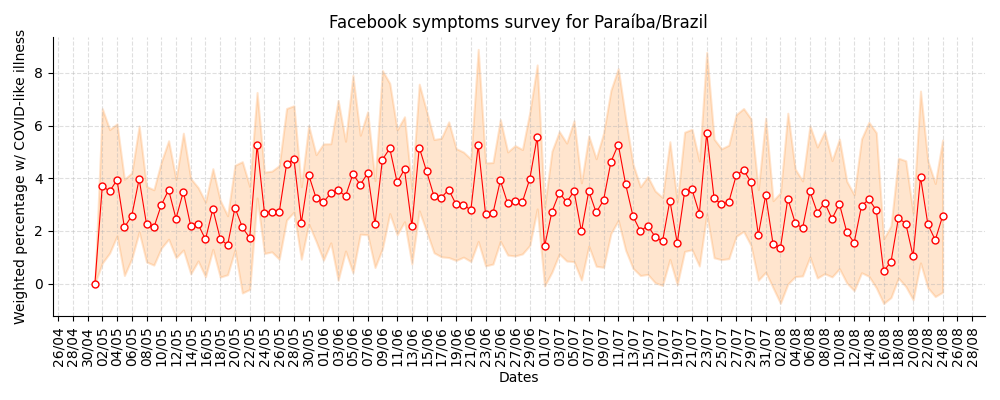 Facebook symptoms survey for Paraíba/Brazil
Weighted percentage w/ COVID-like illness
8
6
4
2
0
26/04 28/04 30/04 02/05 04/05 06/05 08/05 10/05 12/05 14/05 16/05 18/05 20/05 22/05 24/05 26/05 28/05 30/05 01/06 03/06 05/06 07/06 09/06 11/06 13/06 15/06 17/06 19/06 21/06 23/06 25/06 27/06 29/06 01/07 03/07 05/07 07/07 09/07 11/07 13/07 15/07 17/07 19/07 21/07 23/07 25/07 27/07 29/07 31/07 02/08 04/08 06/08 08/08 10/08 12/08 14/08 16/08 18/08 20/08 22/08 24/08 26/08 28/08
Dates